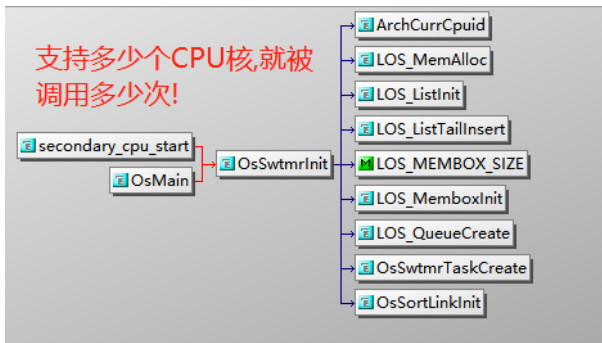 支持多少个CPU核,就被
调用多少次!
secondary_cpu_start
OsMain
OsSwtmrInit
ArchCurrCpuid
LOS_MemAlloc
LOS_ListInit
LOS_ListTailInsert
LOS_MEMBOX_SIZE
LOS_MemboxInit
LOS_QueueCreate
OsSwtmrTaskCreate
OsSortLinkInit